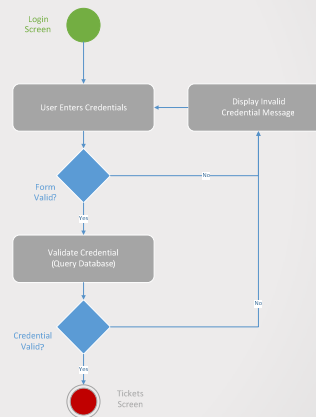 Login
Screen
User Enters Credentials
Display Invalid
Credential Message
Form
Valid?
No
Yes
Validate Credential
(Query Database)
No
Credential
Valid?
Yes
Tickets
Screen